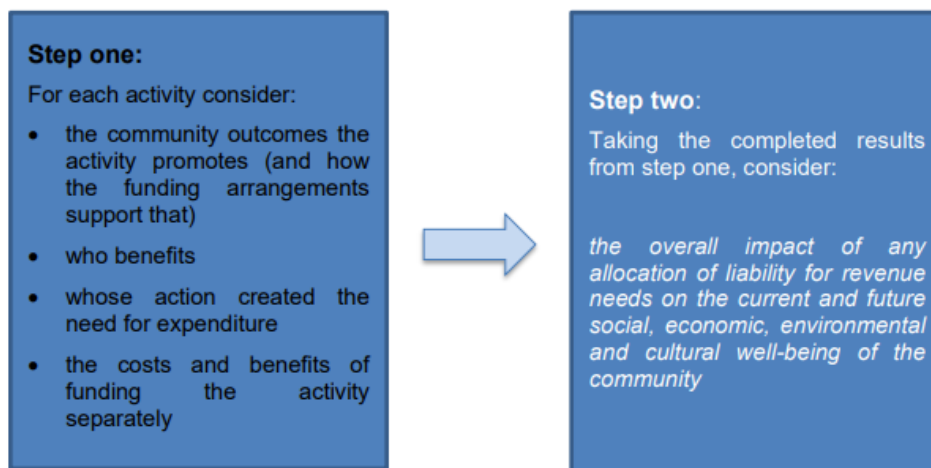 Step one:
For each activity consider:
• the community outcomes the
activity promotes (and how
the funding arrangements
support that)
• who benefits
• whose action created the
need for expenditure
• the costs and benefits of
funding the activity
separately
Step two:
Taking the completed results
from step one, consider:
the overall impact of any
allocation of liability for revenue
needs on the current and future
social, economic, environmental
and cultural well-being of the
community